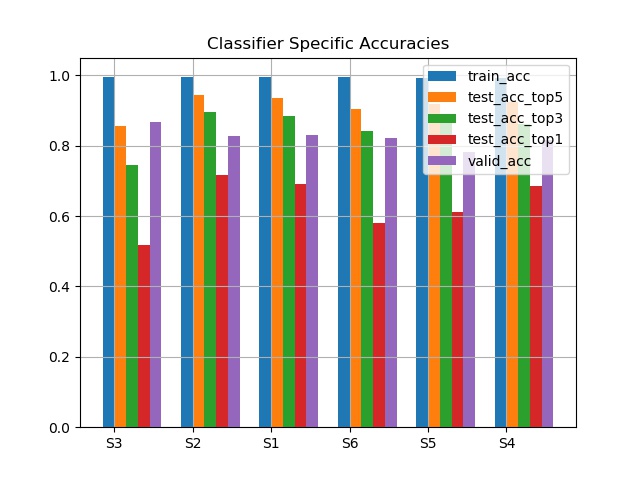 Classifier Specific Accuracies
1.0
0.8
0.6
0.4
0.2
0.0
train_acc
test_acc_top5
test_acc_top3
test_acc_top1
valid_acc
S3 S2 S1 S6 S5 S4